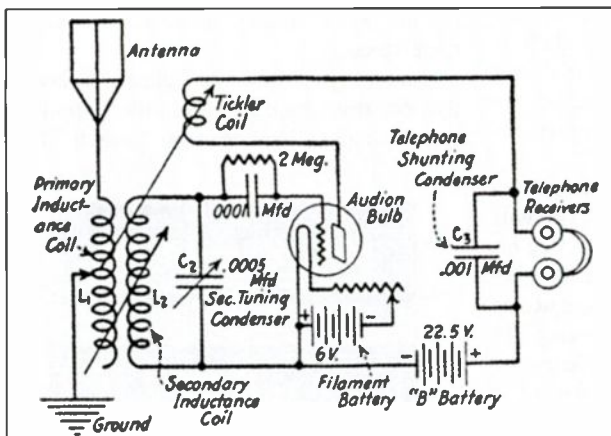 Antenna
Tickler
Coil
2 Meg.
Telephone
Shunting
Condenser
Telephone
Receivers
Audion
Bulb
Primary
Induct-
ance
Coil
.0001 Mfd
C3
.001 Mfd
L1
L2
C2
.0005
Mfd
Sec. Tuning
Condenser
+ -
6 V.
22.5 V.
- +
Filament
Battery
"B" Battery
Secondary
Inductance
Coil
Ground